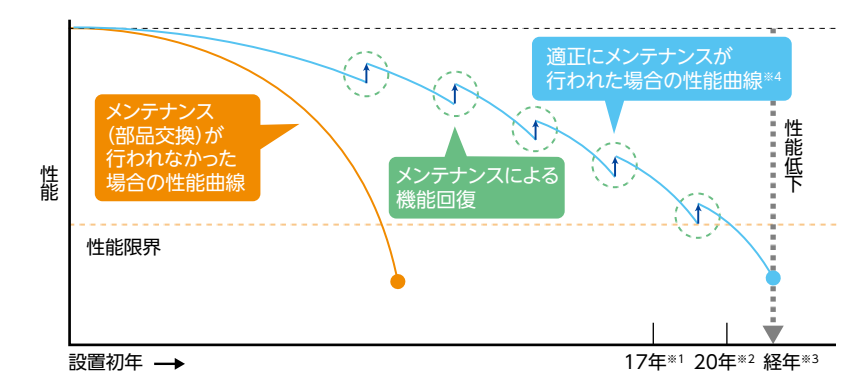 適正にメンテナンスが
行われた場合の性能曲線※4
メンテナンス
（部品交換）が
行われなかった
場合の性能曲線
メンテナンスによる
機能回復
性能
性能低下
性能限界
設置初年
17年※1
20年※2
経年※3